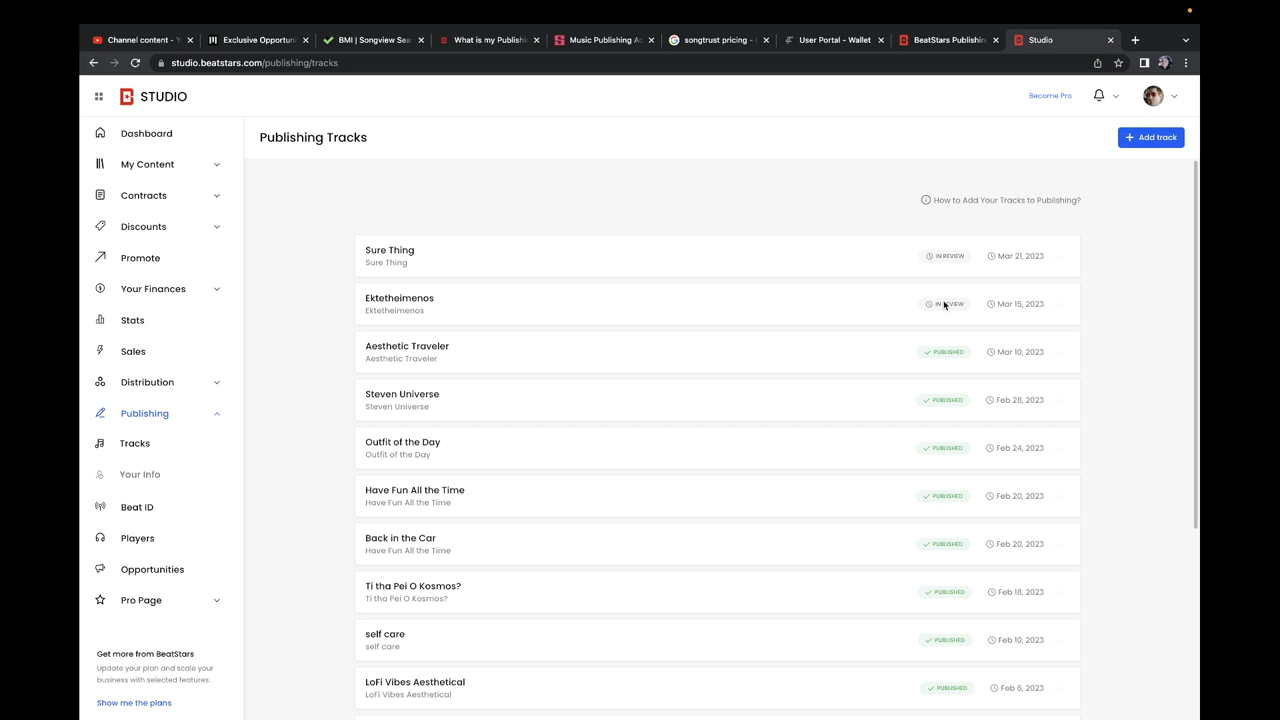 Channel content - Y
Exclusive Opportun
BMI | Songview Sea
What is my Publishi
Music Publishing Ac
songtrust pricing -
User Portal - Wallet
BeatStars Publishin
Studio
studio.beatstars.com/publishing/tracks
STUDIO
Become Pro
Dashboard
My Content
Contracts
Discounts
Promote
Your Finances
Stats
Sales
Distribution
Publishing
Tracks
Your Info
Beat ID
Players
Opportunities
Pro Page
Get more from BeatStars
Update your plan and scale your
business with selected features.
Show me the plans
Publishing Tracks
+ Add track
How to Add Your Tracks to Publishing?
Sure Thing
Sure Thing
IN REVIEW
Mar 21, 2023
Ektetheimenos
Ektetheimenos
IN REVIEW
Mar 15, 2023
Aesthetic Traveler
Aesthetic Traveler
PUBLISHED
Mar 10, 2023
Steven Universe
Steven Universe
PUBLISHED
Feb 28, 2023
Outfit of the Day
Outfit of the Day
PUBLISHED
Feb 24, 2023
Have Fun All the Time
Have Fun All the Time
PUBLISHED
Feb 20, 2023
Back in the Car
Have Fun All the Time
PUBLISHED
Feb 20, 2023
Ti tha Pei O Kosmos?
Ti tha Pei O Kosmos?
PUBLISHED
Feb 18, 2023
self care
self care
PUBLISHED
Feb 10, 2023
LoFi Vibes Aesthetical
LoFi Vibes Aesthetical
PUBLISHED
Feb 6, 2023